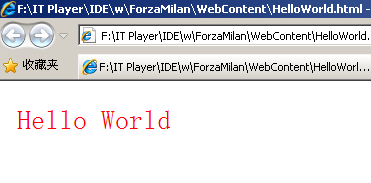 F:\IT Player\IDE\w\ForzaMilan\WebContent\HelloWorld.html -
F:\IT Player\IDE\w\ForzaMilan\WebContent\HelloWorld.
收藏夹
F:\IT Player\IDE\w\ForzaMilan\WebContent\HelloWorl...
Hello World